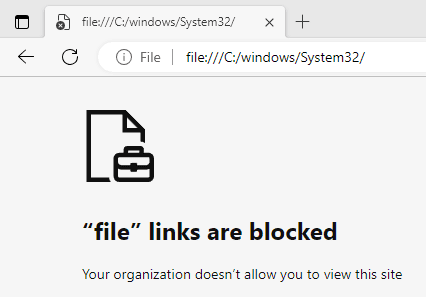 file:///C:/windows/System32/
File file:///C:/windows/System32/
“file” links are blocked
Your organization doesn’t allow you to view this site